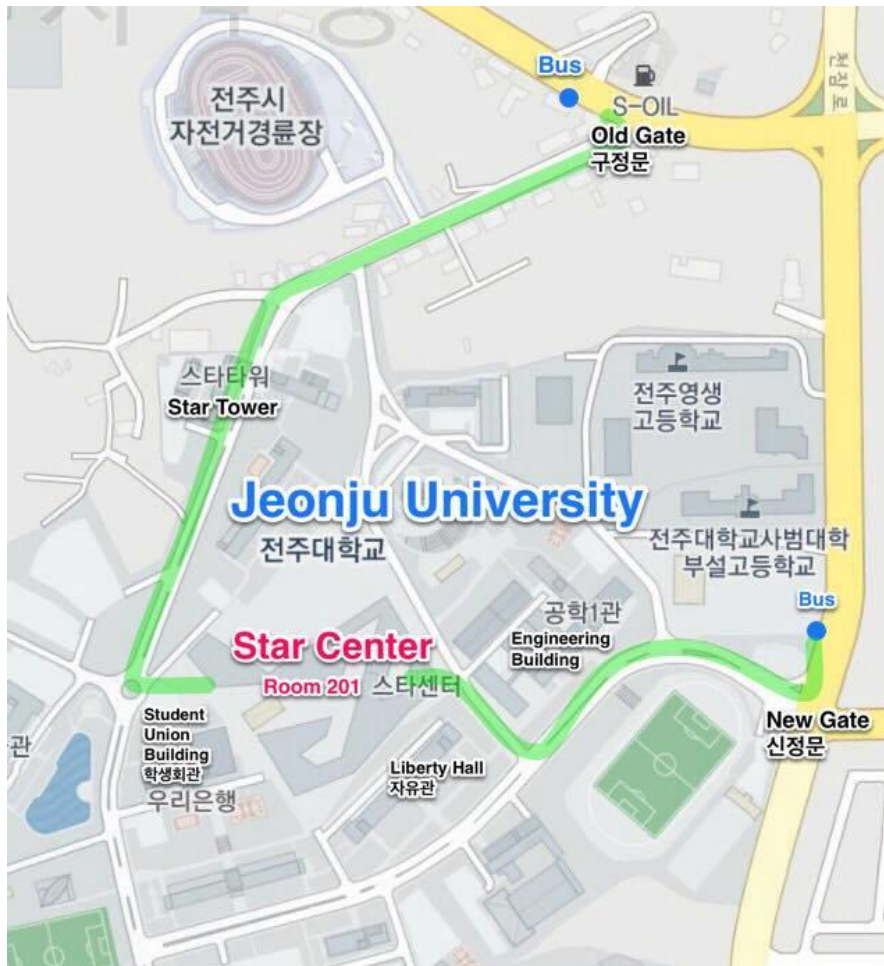 Bus
S-OIL
천잠로
Old Gate
구정문
전주시
자전거경륜장
스타타워
Star Tower
전주영생
고등학교
Jeonju University
전주대학교
전주대학교사범대학
부설고등학교
Bus
공학1관
Engineering
Building
Star Center
Room 201 스타센터
New Gate
신정문
Student
Union
Building
학생회관
우리은행
관
Liberty Hall
자유관